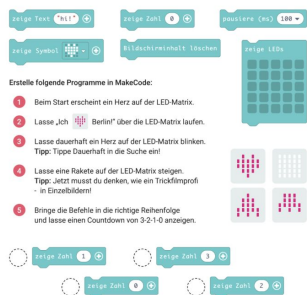 zeige Text "hi!"
zeige Zahl 0
pausiere (ms) 100
zeige Symbol
Bildschirminhalt löschen
zeige LEDs
Erstelle folgende Programme in MakeCode:
1 Beim Start erscheint ein Herz auf der LED-Matrix.
2 Lasse „Ich Berlin!" über die LED-Matrix laufen.
3 Lasse dauerhaft ein Herz auf der LED-Matrix blinken.
Tipp: Tippe Dauerhaft in die Suche ein!
4 Lasse eine Rakete auf der LED-Matrix steigen.
Tipp: Jetzt musst du denken, wie ein Trickfilmprofi
- in Einzelbildern!
5 Bringe die Befehle in die richtige Reihenfolge
und lasse einen Countdown von 3-2-1-0 anzeigen.
zeige Zahl 1
zeige Zahl 3
zeige Zahl 0
zeige Zahl 2